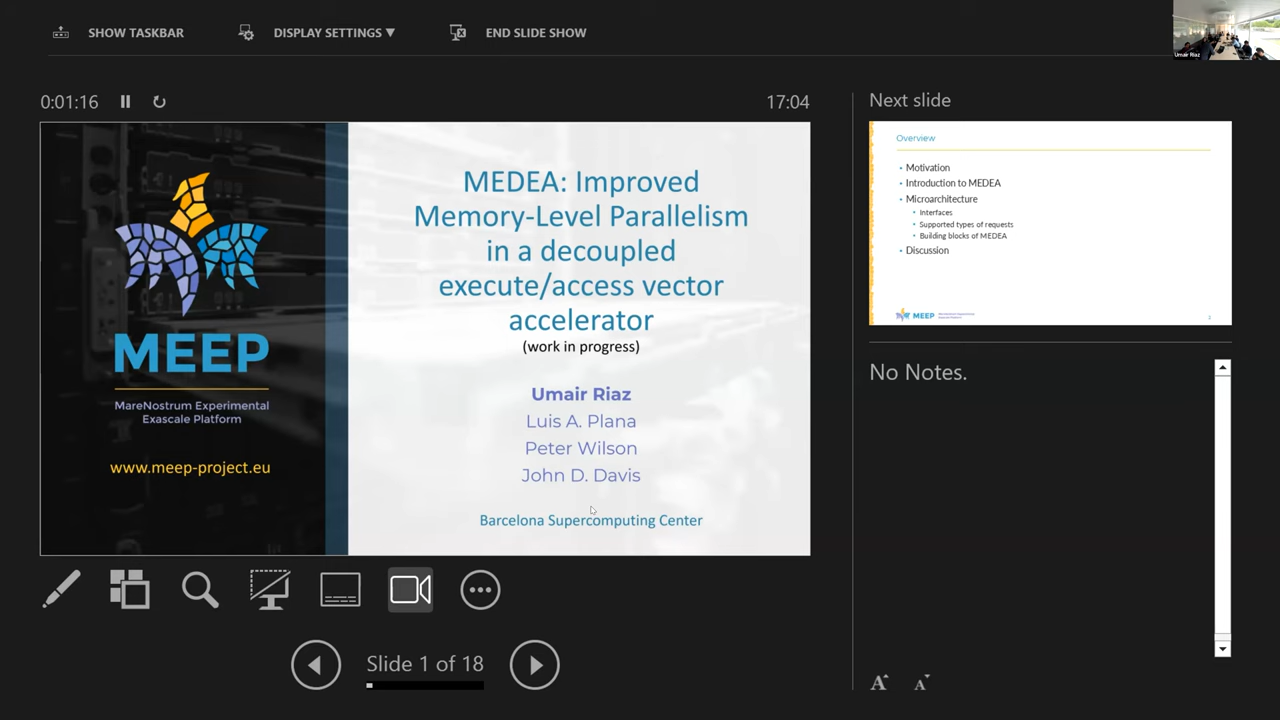 SHOW TASKBAR
DISPLAY SETTINGS ▼
END SLIDE SHOW
Umair Riaz
0:01:16
17:04
MEEP
MareNostrum Experimental
Exascale Platform
www.meep-project.eu
MEDEA: Improved
Memory-Level Parallelism
in a decoupled
execute/access vector
accelerator
(work in progress)
Umair Riaz
Luis A. Plana
Peter Wilson
John D. Davis
Barcelona Supercomputing Center
Slide 1 of 18
Next slide
Overview
• Motivation
• Introduction to MEDEA
• Microarchitecture
• Interfaces
• Supported types of requests
• Building blocks of MEDEA
• Discussion
MEEP
2
No Notes.
A A